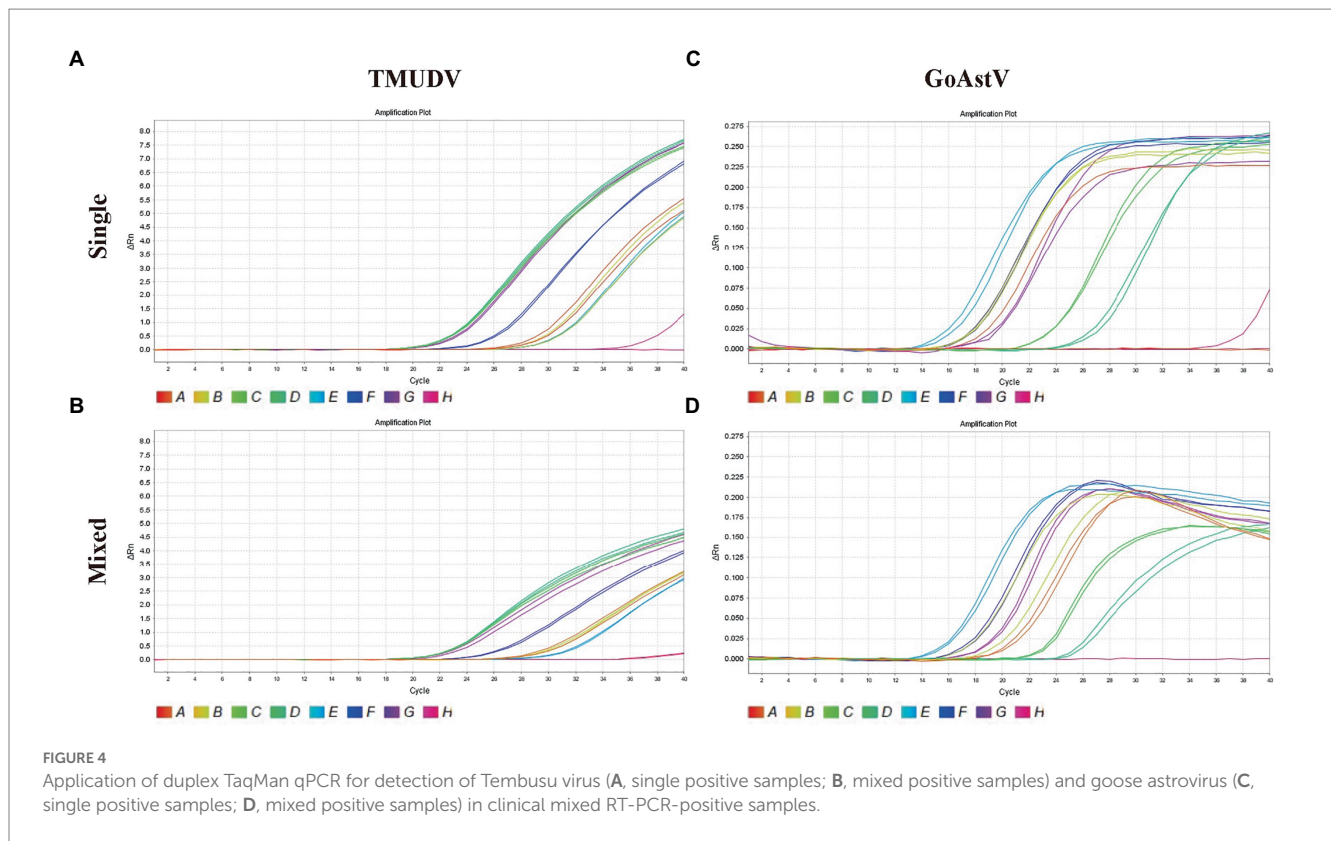 A
TMUDV
C
GoAstV
Single
Amplification Plot
ΔRn
8.0
7.5
7.0
6.5
6.0
5.5
5.0
4.5
4.0
3.5
3.0
2.5
2.0
1.5
1.0
0.5
0.0
2 4 6 8 10 12 14 16 18 20 22 24 26 28 30 32 34 36 38 40
Cycle
A B C D E F G H
Amplification Plot
ΔRn
0.275
0.250
0.225
0.200
0.175
0.150
0.125
0.100
0.075
0.050
0.025
0.000
2 4 6 8 10 12 14 16 18 20 22 24 26 28 30 32 34 36 38 40
Cycle
A B C D E F G H
B
Mixed
Amplification Plot
ΔRn
8.0
7.5
7.0
6.5
6.0
5.5
5.0
4.5
4.0
3.5
3.0
2.5
2.0
1.5
1.0
0.5
0.0
2 4 6 8 10 12 14 16 18 20 22 24 26 28 30 32 34 36 38 40
Cycle
A B C D E F G H
D
Amplification Plot
ΔRn
0.275
0.250
0.225
0.200
0.175
0.150
0.125
0.100
0.075
0.050
0.025
0.000
2 4 6 8 10 12 14 16 18 20 22 24 26 28 30 32 34 36 38 40
Cycle
A B C D E F G H
FIGURE 4
Application of duplex TaqMan qPCR for detection of Tembusu virus (A, single positive samples; B, mixed positive samples) and goose astrovirus (C,
single positive samples; D, mixed positive samples) in clinical mixed RT-PCR-positive samples.